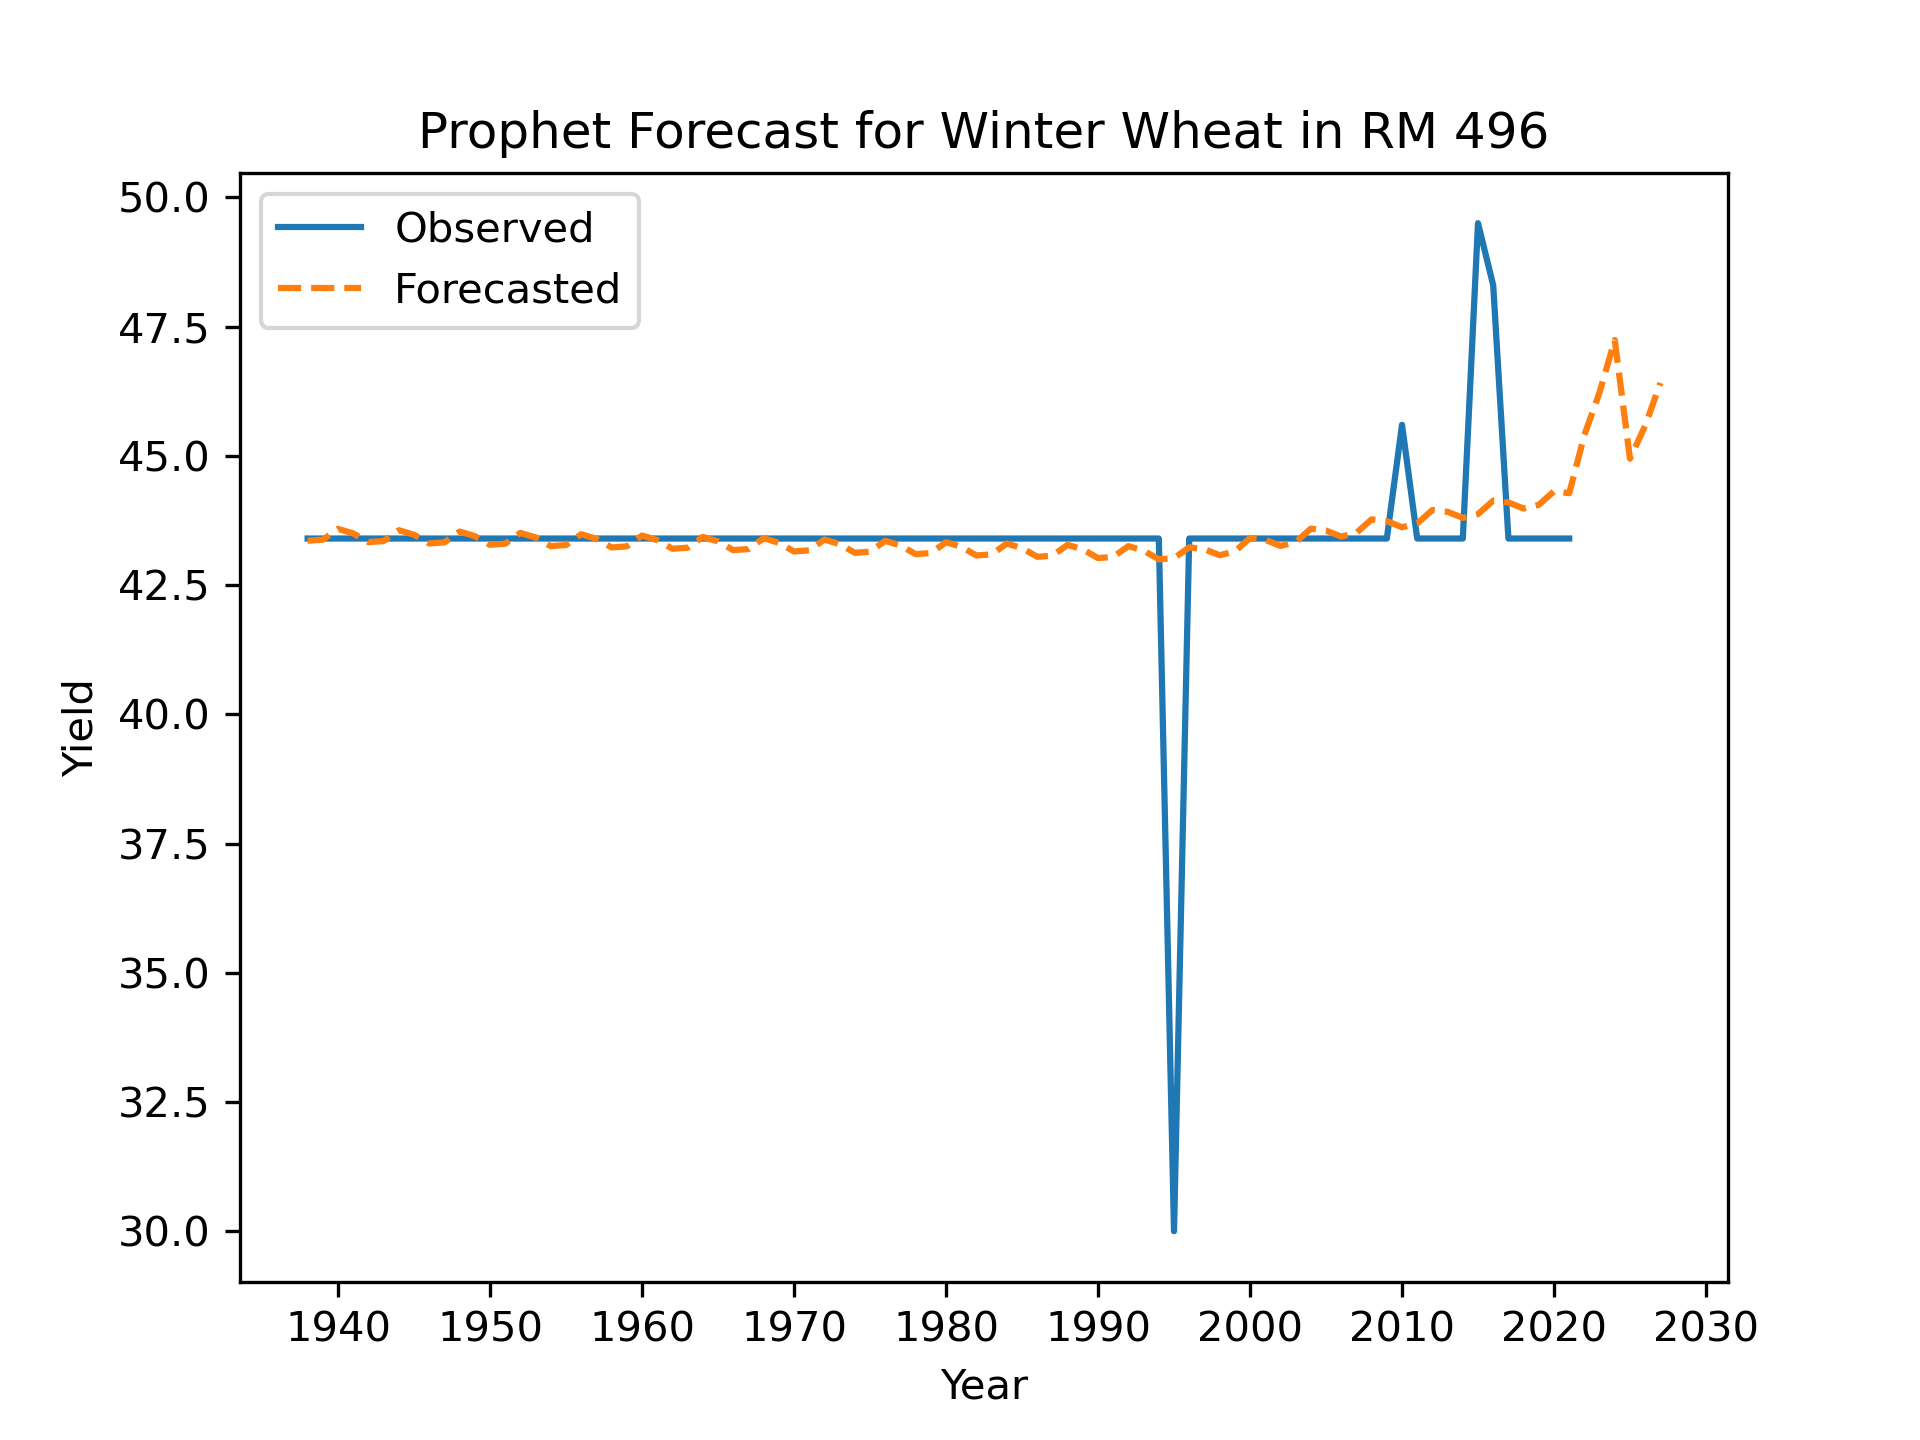 Prophet Forecast for Winter Wheat in RM 496
50.0
47.5
45.0
42.5
40.0
37.5
35.0
32.5
30.0
Yield
Observed
Forecasted
1940 1950 1960 1970 1980 1990 2000 2010 2020 2030
Year